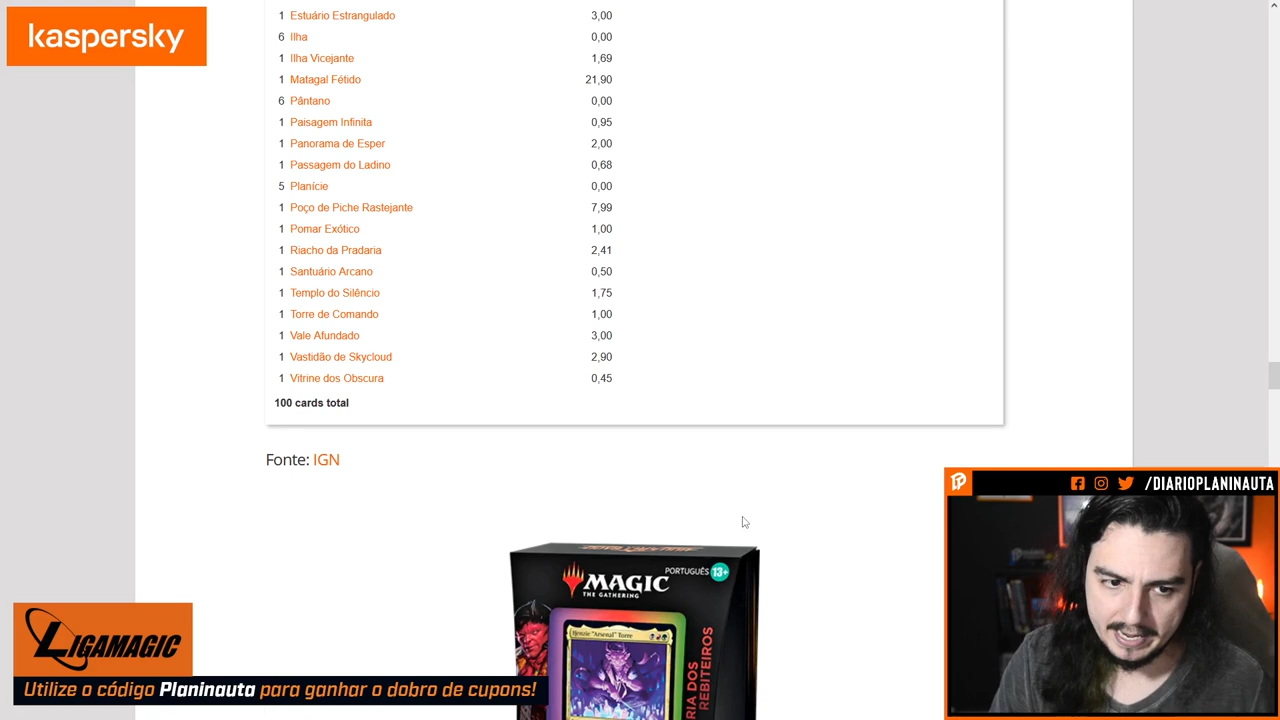 kaspersky
1 Estuário Estrangulado 3,00
6 Ilha 0,00
1 Ilha Vicejante 1,69
1 Matagal Fétido 21,90
6 Pântano 0,00
1 Paisagem Infinita 0,95
1 Panorama de Esper 2,00
1 Passagem do Ladino 0,68
5 Planície 0,00
1 Poço de Piche Rastejante 7,99
1 Pomar Exótico 1,00
1 Riacho da Pradaria 2,41
1 Santuário Arcano 0,50
1 Templo do Silêncio 1,75
1 Torre de Comando 1,00
1 Vale Afundado 3,00
1 Vastidão de Skycloud 2,90
1 Vitrine dos Obscura 0,45
100 cards total
Fonte: IGN
/DIARIOPLANINAUTA
PORTUGUÊS 13+
MAGIC
THE GATHERING
Henzie "Arsenal" Torre
RIA DOS
REBITEIROS
LIGAMAGIC
Utilize o código Planinauta para ganhar o dobro de cupons!